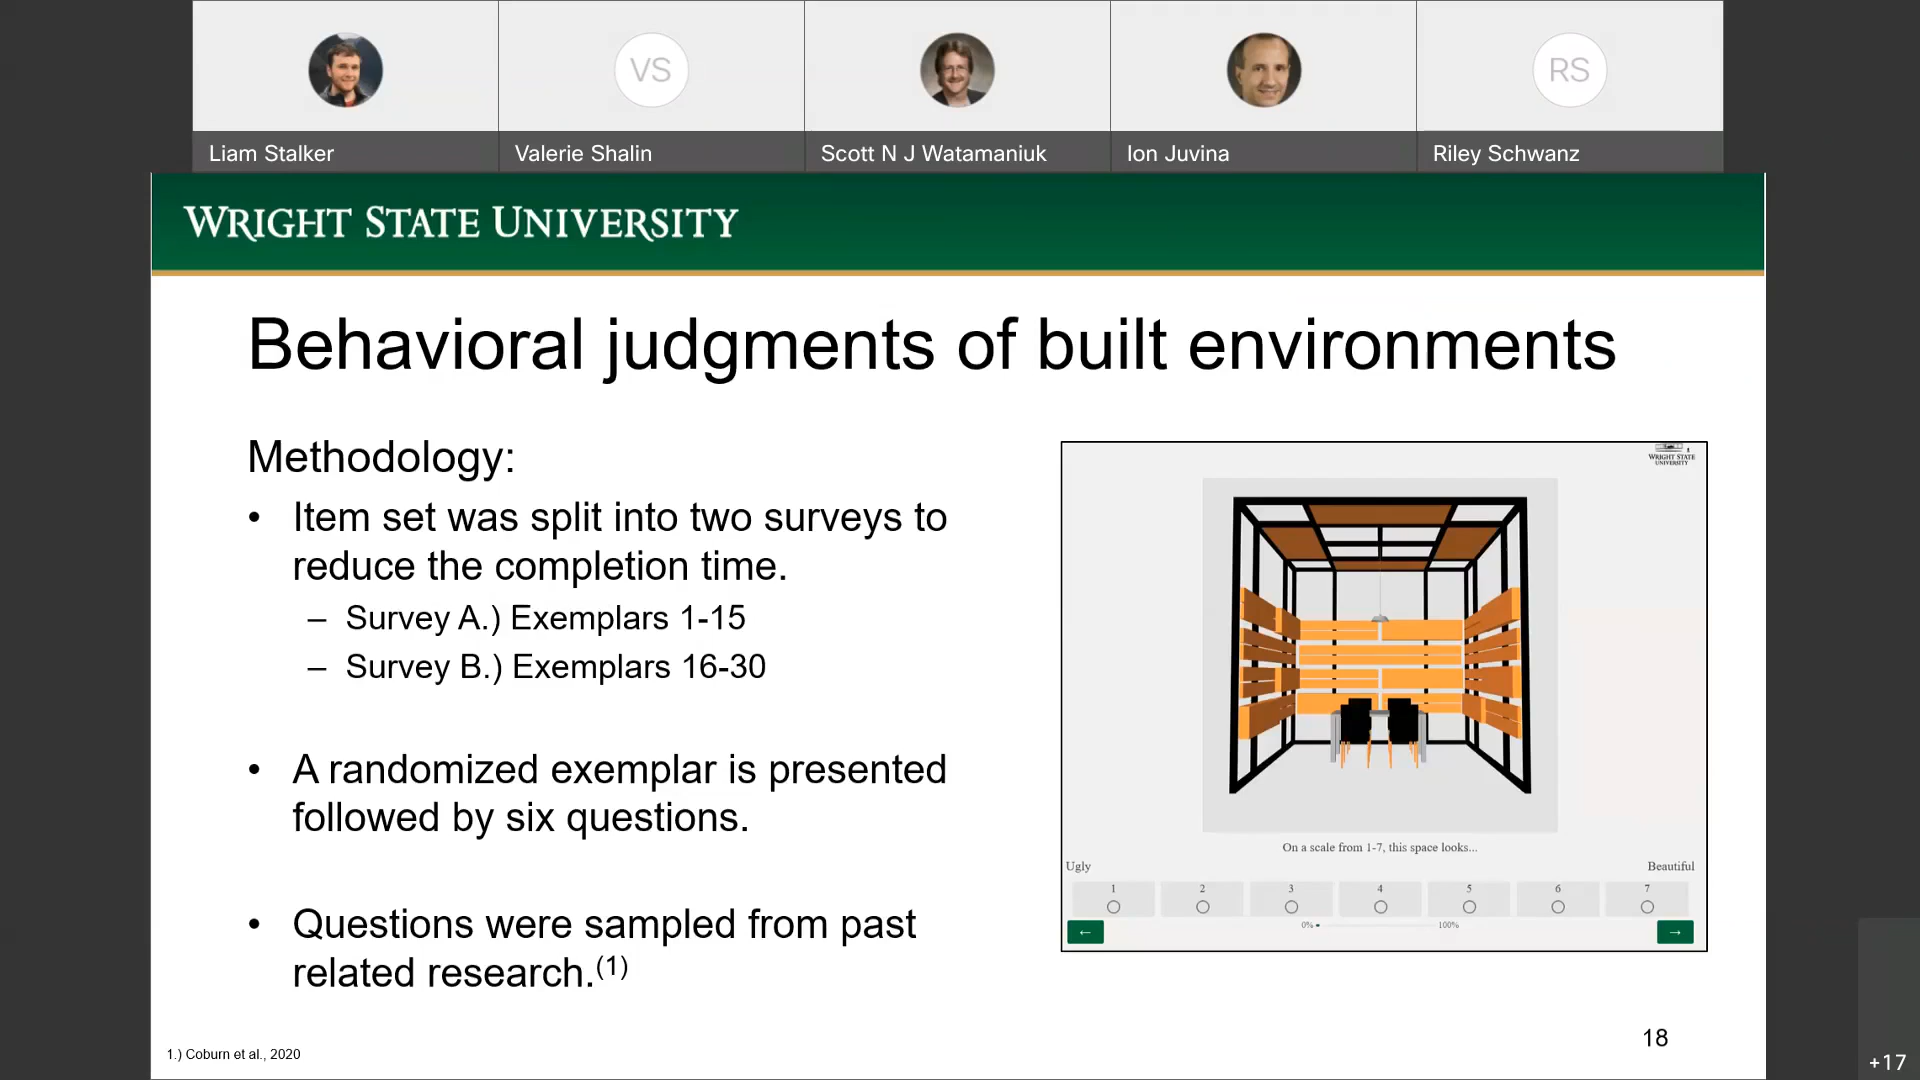 VS
RS
Liam Stalker
Valerie Shalin
Scott N J Watamaniuk
Ion Juvina
Riley Schwanz
WRIGHT STATE UNIVERSITY
Behavioral judgments of built environments
Methodology:
• Item set was split into two surveys to
reduce the completion time.
– Survey A.) Exemplars 1-15
– Survey B.) Exemplars 16-30
• A randomized exemplar is presented
followed by six questions.
• Questions were sampled from past
related research.(1)
WRIGHT STATE
UNIVERSITY
On a scale from 1-7, this space looks...
Ugly
Beautiful
1 2 3 4 5 6 7
0% 100%
← →
18
1.) Coburn et al., 2020
+17